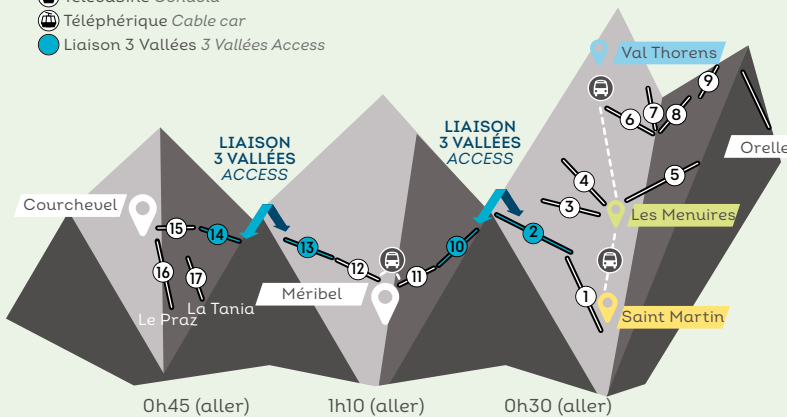 Téléphérique Cable car
Liaison 3 Vallées 3 Vallées Access
Val Thorens
9
6
7
8
LIAISON
3 VALLÉES
ACCESS
LIAISON
3 VALLÉES
ACCESS
Orelle
4
5
Courchevel
3
Les Menuires
15
14
13
10
2
12
11
16
17
Méribel
1
La Tania
Le Praz
Saint Martin
0h45 (aller)
1h10 (aller)
0h30 (aller)